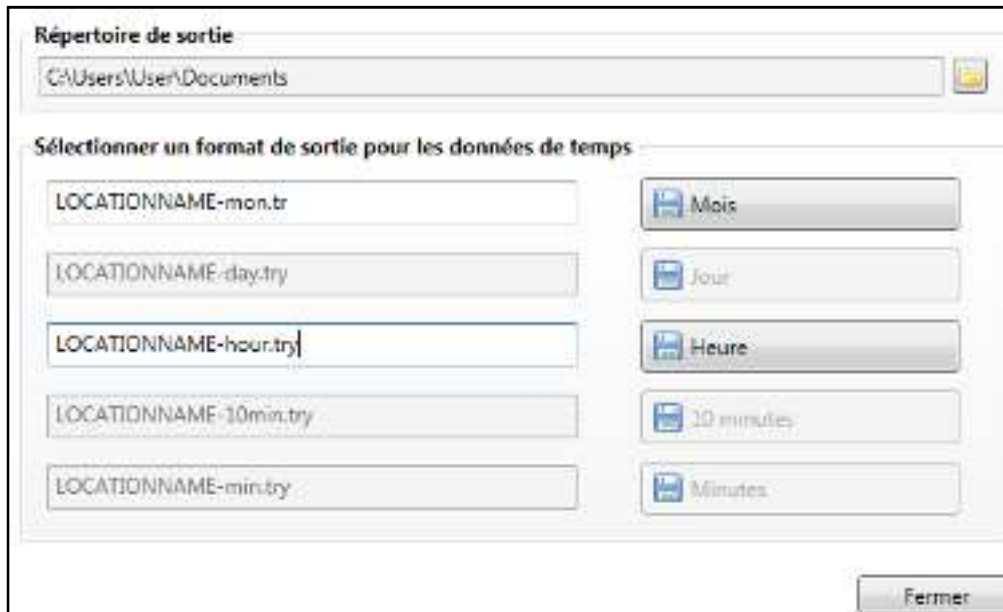 Répertoire de sortie
C:\Users\User\Documents
Sélectionner un format de sortie pour les données de temps
LOCATIONNAME-mon.tr
Mois
LOCATIONNAME-day.try
Jour
LOCATIONNAME-hour.try
Heure
LOCATIONNAME-10min.try
10 minutes
LOCATIONNAME-min.try
Minutes
Fermer